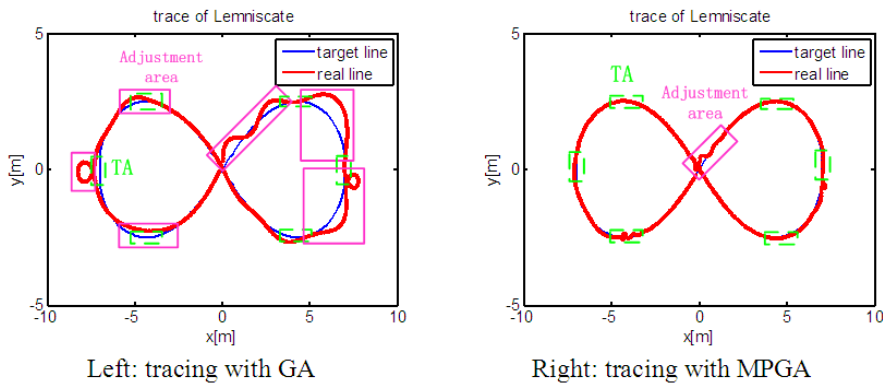 trace of Lemniscate
5
target line
real line
Adjustment
area
TA
y[m]
0
-5
-10
-5
0
5
10
x[m]
Left: tracing with GA
trace of Lemniscate
5
target line
real line
TA
Adjustment
area
y[m]
0
-5
-10
-5
0
5
10
x[m]
Right: tracing with MPGA